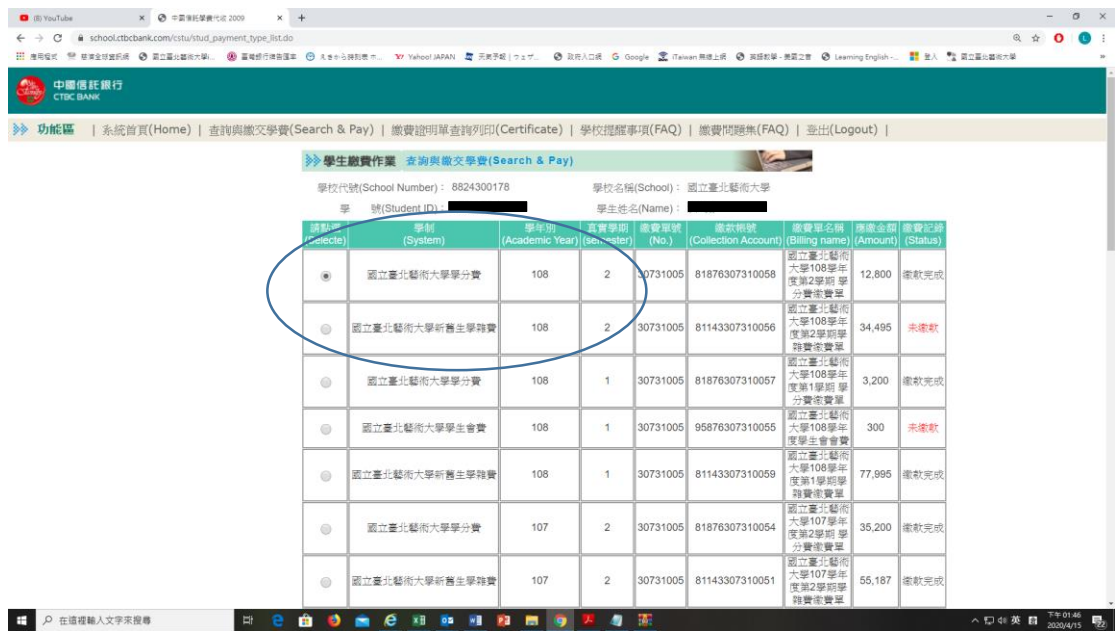 (8) YouTube
中國信託學費代收 2009
school.ctbcbank.com/cstu/stud_payment_type_list.do
應用程式
Yahoo! JAPAN
Google
iTaiwan 無線上網
Learning English -...
登入
國立臺北藝術大學
中國信託銀行
CTBC BANK
功能區 | 系統首頁(Home) | 查詢與繳交學費(Search & Pay) | 繳費證明單查詢列印(Certificate) | 學校提醒事項(FAQ) | 繳費問題集(FAQ) | 登出(Logout) |
學生繳費作業 查詢與繳交學費(Search & Pay)
學校代號(School Number)： 8824300178 學校名稱(School)： 國立臺北藝術大學
學 號(Student ID)： 學生姓名(Name)：
請點選 學制 學年別 真實學期 繳費單號 繳款帳號 繳費單名稱 應繳金額 繳費記錄
(Selecte) (System) (Academic Year) (semester) (No.) (Collection Account) (Billing name) (Amount) (Status)
國立臺北藝術大學學分費 108 2 30731005 81876307310058 國立臺北藝術大學108學年度第2學期 學分費繳費單 12,800 繳款完成
國立臺北藝術大學新舊生學雜費 108 2 30731005 81143307310056 國立臺北藝術大學108學年度第2學期學雜費繳費單 34,495 未繳款
國立臺北藝術大學學分費 108 1 30731005 81876307310057 國立臺北藝術大學108學年度第1學期 學分費繳費單 3,200 繳款完成
國立臺北藝術大學學生會費 108 1 30731005 95876307310055 國立臺北藝術大學108學年度學生會會費 300 未繳款
國立臺北藝術大學新舊生學雜費 108 1 30731005 81143307310059 國立臺北藝術大學108學年度第1學期學雜費繳費單 77,995 繳款完成
國立臺北藝術大學學分費 107 2 30731005 81876307310054 國立臺北藝術大學107學年度第2學期 學分費繳費單 35,200 繳款完成
國立臺北藝術大學新舊生學雜費 107 2 30731005 81143307310051 國立臺北藝術大學107學年度第2學期學雜費繳費單 55,187 繳款完成
在這裡輸入文字來搜尋
英
下午 01:46
2020/4/15
22